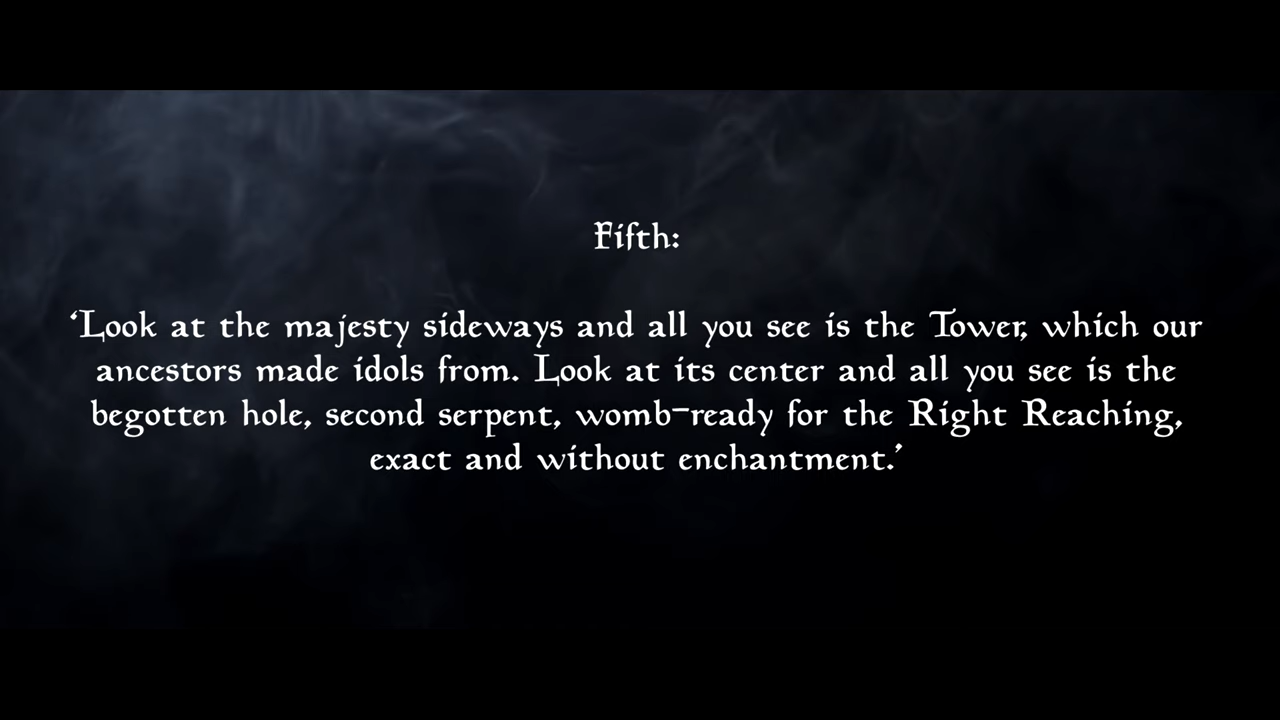 Fifth:
‘Look at the majesty sideways and all you see is the Tower, which our
ancestors made idols from. Look at its center and all you see is the
begotten hole, second serpent, womb-ready for the Right Reaching,
exact and without enchantment.’